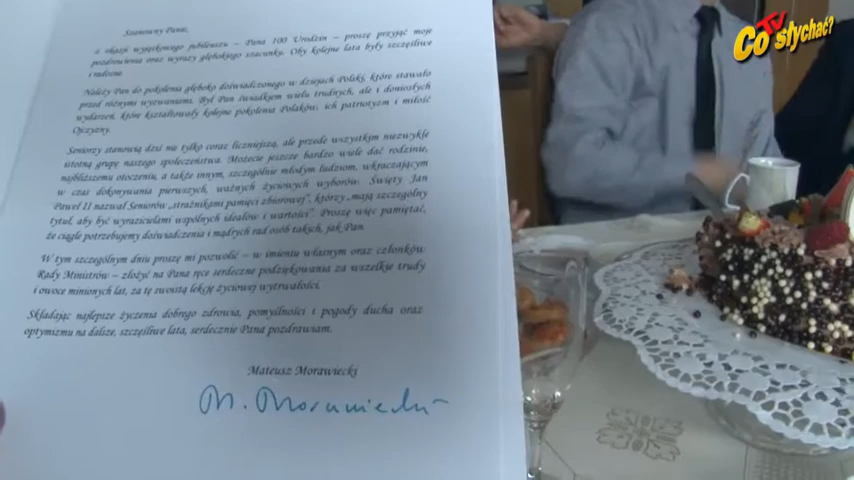 Szanowny Panie,
z okazji wyjątkowego jubileuszu – Pana 100 Urodzin – proszę przyjąć moje
pozdrowienia oraz wyrazy głębokiego szacunku. Oby kolejne lata były szczęśliwe
i radosne.
Należy Pan do pokolenia głęboko doświadczonego w dziejach Polski, które stawało
przed różnymi wyzwaniami. Był Pan świadkiem wielu trudnych, ale i doniosłych
wydarzeń, które kształtowały kolejne pokolenia Polaków, ich patriotyzm i miłość
Ojczyzny.
Seniorzy stanowią dziś nie tylko coraz liczniejszą, ale przede wszystkim niezwykle
istotną grupę naszego społeczeństwa. Możecie jeszcze bardzo wiele dać rodzinie,
najbliższemu otoczeniu, a także innym, szczególnie młodym ludziom, wkraczającym
w czas dokonywania pierwszych, ważnych życiowych wyborów. Święty Jan
Paweł II nazwał Seniorów „strażnikami pamięci zbiorowej”, którzy „mają szczególny
tytuł, aby być wyrazicielami wspólnych ideałów i wartości”. Proszę więc pamiętać,
że ciągle potrzebujemy doświadczenia i mądrych rad osób takich, jak Pan.
W tym szczególnym dniu proszę mi pozwolić – w imieniu własnym oraz członków
Rady Ministrów – złożyć na Pana ręce serdeczne podziękowania za wszelkie trudy
i owoce minionych lat, za tę swoistą lekcję życiowej wytrwałości.
Składając najlepsze życzenia dobrego zdrowia, pomyślności i pogody ducha oraz
optymizmu na dalsze, szczęśliwe lata, serdecznie Pana pozdrawiam.
Mateusz Morawiecki
M. Morawiecki
TV
Co słychać?